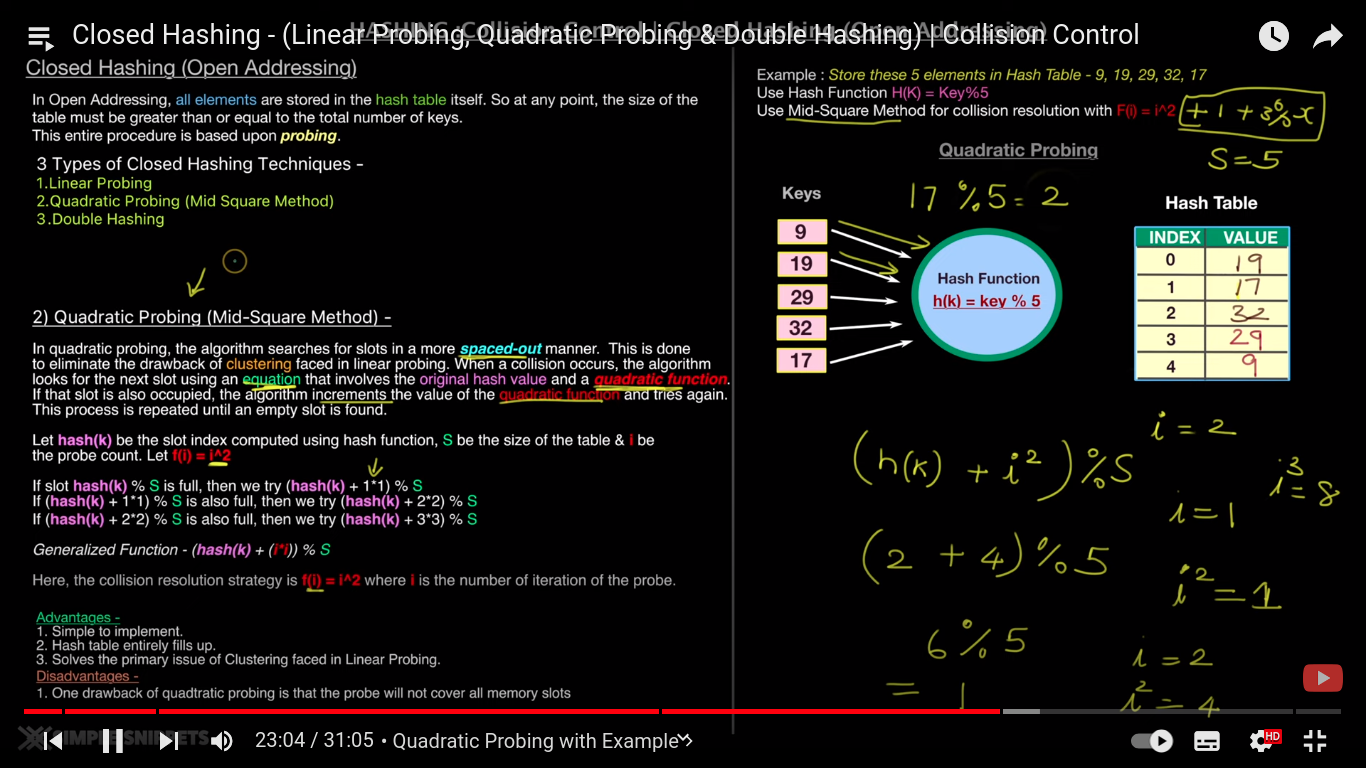 HASHING :Collision Control | Closed Hashing (Open Addressing)
Closed Hashing - (Linear Probing, Quadratic Probing & Double Hashing) | Collision Control
Closed Hashing (Open Addressing)
In Open Addressing, all elements are stored in the hash table itself. So at any point, the size of the
table must be greater than or equal to the total number of keys.
This entire procedure is based upon probing.
3 Types of Closed Hashing Techniques -
1.Linear Probing
2.Quadratic Probing (Mid Square Method)
3.Double Hashing
2) Quadratic Probing (Mid-Square Method) -
In quadratic probing, the algorithm searches for slots in a more spaced-out manner. This is done
to eliminate the drawback of clustering faced in linear probing. When a collision occurs, the algorithm
looks for the next slot using an equation that involves the original hash value and a quadratic function.
If that slot is also occupied, the algorithm increments the value of the quadratic function and tries again.
This process is repeated until an empty slot is found.
Let hash(k) be the slot index computed using hash function, S be the size of the table & i be
the probe count. Let f(i) = i^2
If slot hash(k) % S is full, then we try (hash(k) + 1*1) % S
If (hash(k) + 1*1) % S is also full, then we try (hash(k) + 2*2) % S
If (hash(k) + 2*2) % S is also full, then we try (hash(k) + 3*3) % S
Generalized Function - (hash(k) + (i*i)) % S
Here, the collision resolution strategy is f(i) = i^2 where i is the number of iteration of the probe.
Advantages -
1. Simple to implement.
2. Hash table entirely fills up.
3. Solves the primary issue of Clustering faced in Linear Probing.
Disadvantages -
1. One drawback of quadtratic probing is that the probe will not cover all memory slots
Example : Store these 5 elements in Hash Table - 9, 19, 29, 32, 17
Use Hash Function H(K) = Key%5
Use Mid-Square Method for collision resolution with F(i) = i^2
S = 5
Quadratic Probing
17 % 5 = 2
Keys
9
19
29
32
17
Hash Function
h(k) = key % 5
Hash Table
INDEX VALUE
0 19
1 17
2 32
3 29
4 9
i = 2
(h(k) + i²) % S
i³ = 8
i = 1
(2 + 4) % 5
i² = 1
6 % 5
i = 2
= 1
i² = 4
SIMPLE SNIPPETS
23:04 / 31:05 • Quadratic Probing with Example
HD